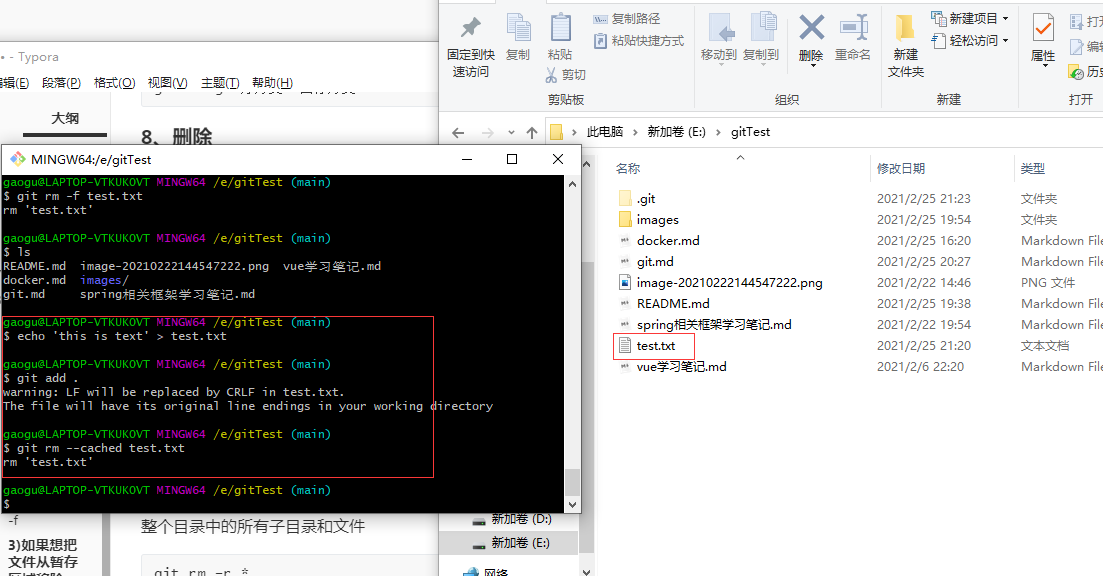 - Typora
编辑(E) 段落(P) 格式(O) 视图(V) 主题(T) 帮助(H)
大纲
8、删除
MINGW64:/e/gitTest
gaogu@LAPTOP-VTKUKOVT MINGW64 /e/gitTest (main)
$ git rm -f test.txt
rm 'test.txt'
gaogu@LAPTOP-VTKUKOVT MINGW64 /e/gitTest (main)
$ ls
README.md image-20210222144547222.png vue学习笔记.md
docker.md images/
git.md spring相关框架学习笔记.md
gaogu@LAPTOP-VTKUKOVT MINGW64 /e/gitTest (main)
$ echo 'this is text' > test.txt
gaogu@LAPTOP-VTKUKOVT MINGW64 /e/gitTest (main)
$ git add .
warning: LF will be replaced by CRLF in test.txt.
The file will have its original line endings in your working directory
gaogu@LAPTOP-VTKUKOVT MINGW64 /e/gitTest (main)
$ git rm --cached test.txt
rm 'test.txt'
gaogu@LAPTOP-VTKUKOVT MINGW64 /e/gitTest (main)
$
-f
3)如果想把
文件从暂存
区域移除
整个目录中的所有子目录和文件
git rm -r *
固定到快
速访问
复制
粘贴
复制路径
粘贴快捷方式
剪切
剪贴板
移动到 复制到
删除 重命名
组织
新建
文件夹
新建项目
轻松访问
新建
属性
打开
此电脑 新加卷 (E:) gitTest
名称 修改日期 类型
.git 2021/2/25 21:23 文件夹
images 2021/2/25 19:54 文件夹
docker.md 2021/2/25 16:20 Markdown File
git.md 2021/2/25 20:27 Markdown File
image-20210222144547222.png 2021/2/22 14:46 PNG 文件
README.md 2021/2/25 19:38 Markdown File
spring相关框架学习笔记.md 2021/2/22 19:54 Markdown File
test.txt 2021/2/25 21:20 文本文档
vue学习笔记.md 2021/2/6 22:20 Markdown File
新加卷 (D:)
新加卷 (E:)
网络